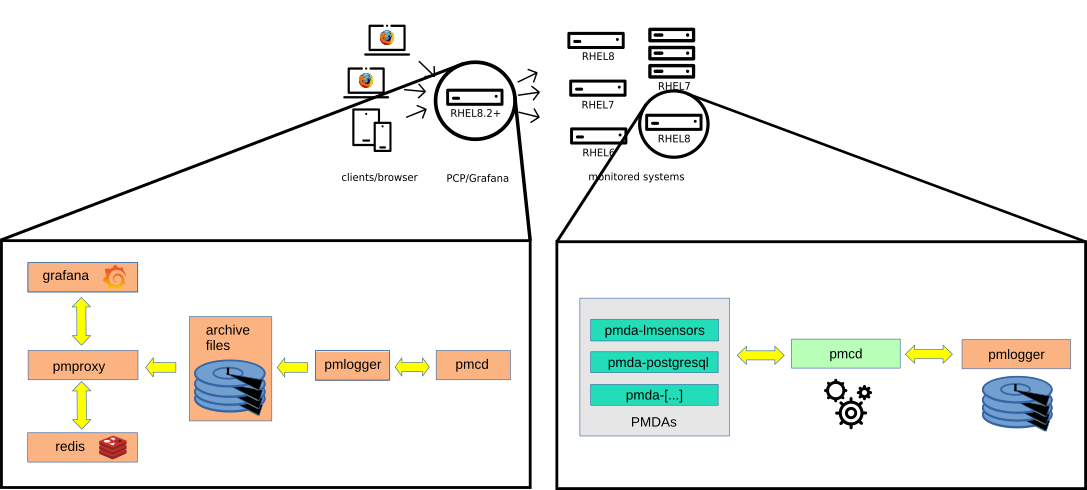 RHEL8
RHEL7
RHEL8.2+
RHEL7
RHEL6
RHEL8
clients/browser
PCP/Grafana
monitored systems
grafana
pmproxy
redis
archive
files
pmlogger
pmcd
pmda-lmsensors
pmda-postgresql
pmda-[...]
PMDAs
pmcd
pmlogger